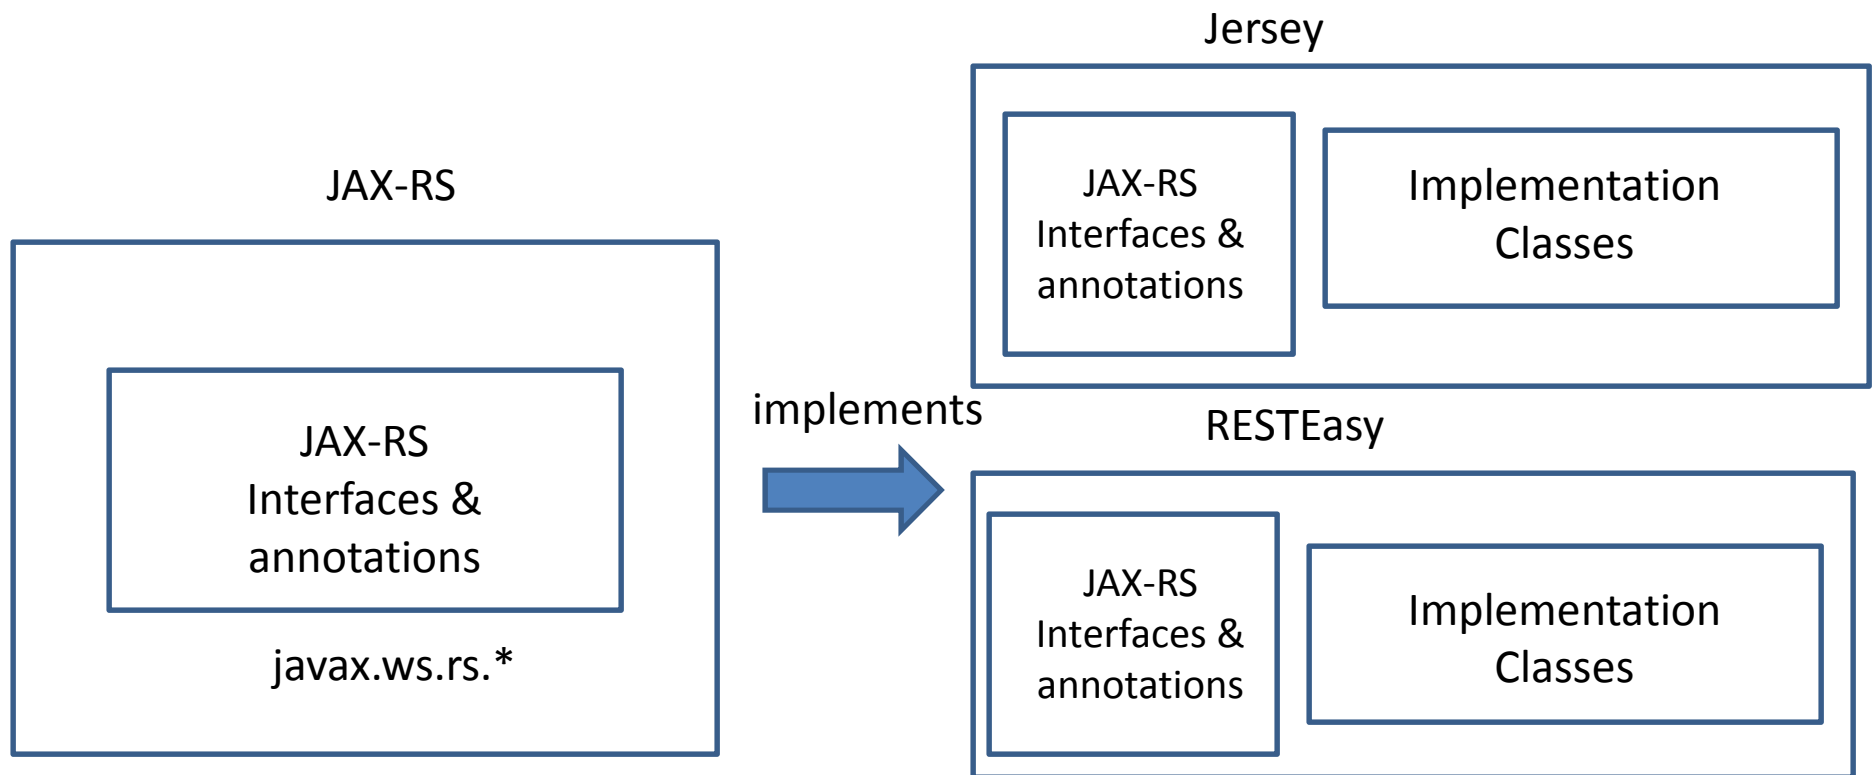 JAX-RS
JAX-RS
Interfaces &
annotations
javax.ws.rs.*
implements
Jersey
JAX-RS
Interfaces &
annotations
Implementation
Classes
RESTEasy
JAX-RS
Interfaces &
annotations
Implementation
Classes